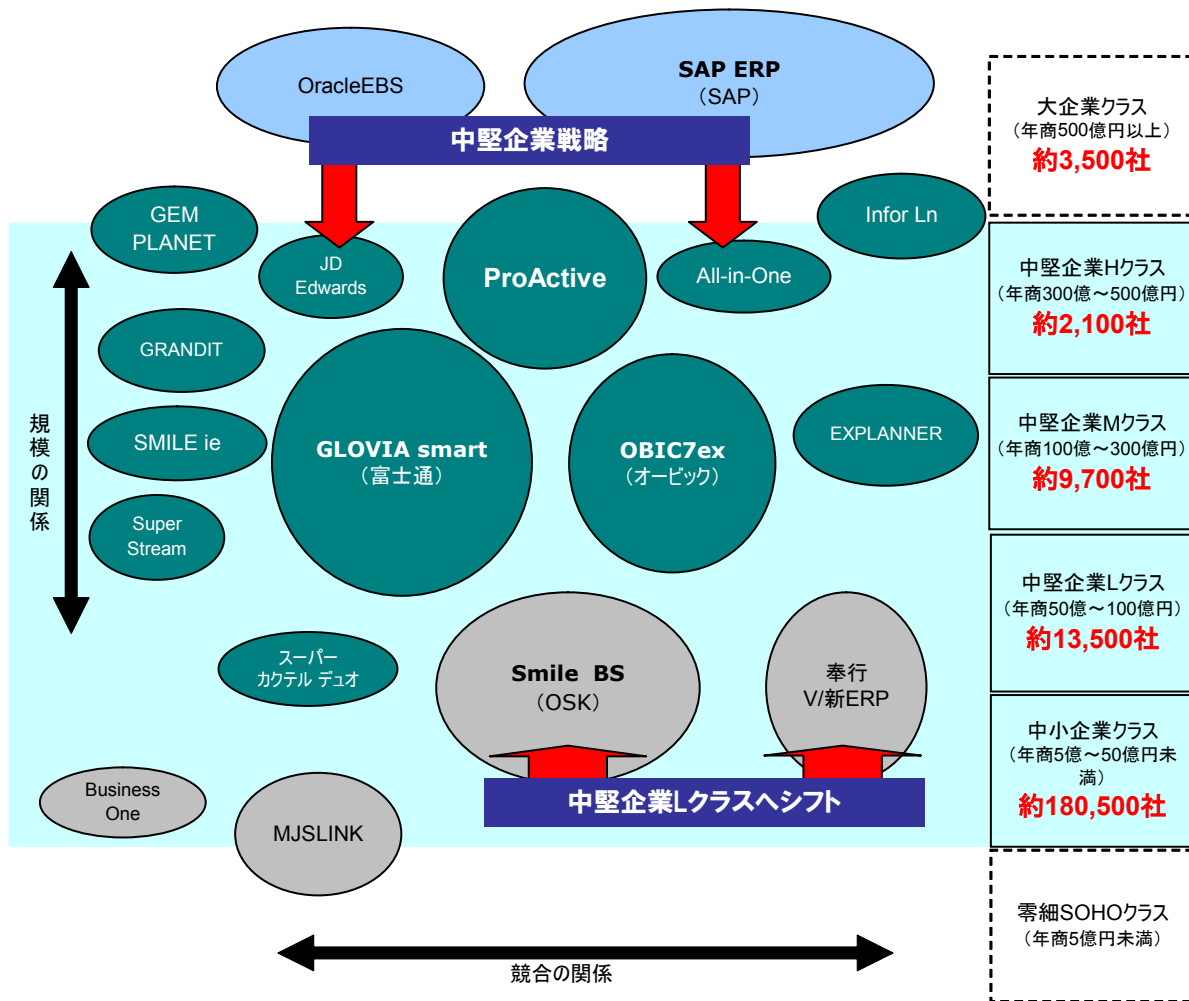 OracleEBS
SAP ERP
（SAP）
中堅企業戦略
大企業クラス
（年商500億円以上）
約3,500社
GEM
PLANET
JD
Edwards
ProActive
All-in-One
Infor Ln
中堅企業Hクラス
（年商300億～500億円）
約2,100社
GRANDIT
SMILE ie
Super
Stream
GLOVIA smart
（富士通）
OBIC7ex
（オービック）
EXPLANNER
中堅企業Mクラス
（年商100億～300億円）
約9,700社
規模の関係
中堅企業Lクラス
（年商50億～100億円）
約13,500社
スーパー
カクテル デュオ
Smile BS
（OSK）
奉行
V/新ERP
中堅企業Lクラスへシフト
中小企業クラス
（年商5億～50億円未
満）
約180,500社
Business
One
MJSLINK
零細SOHOクラス
（年商5億円未満）
競合の関係